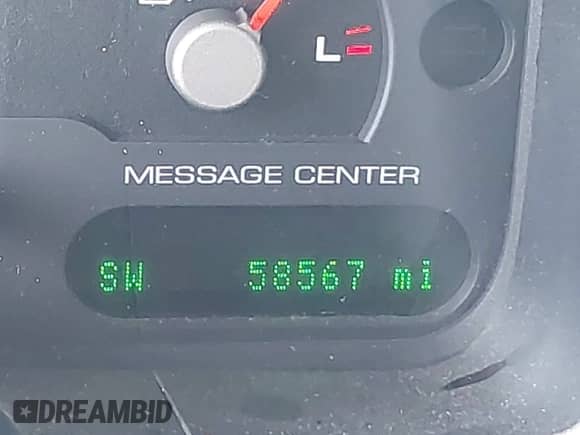 L
MESSAGE CENTER
SW 58567 mi
DREAMBID